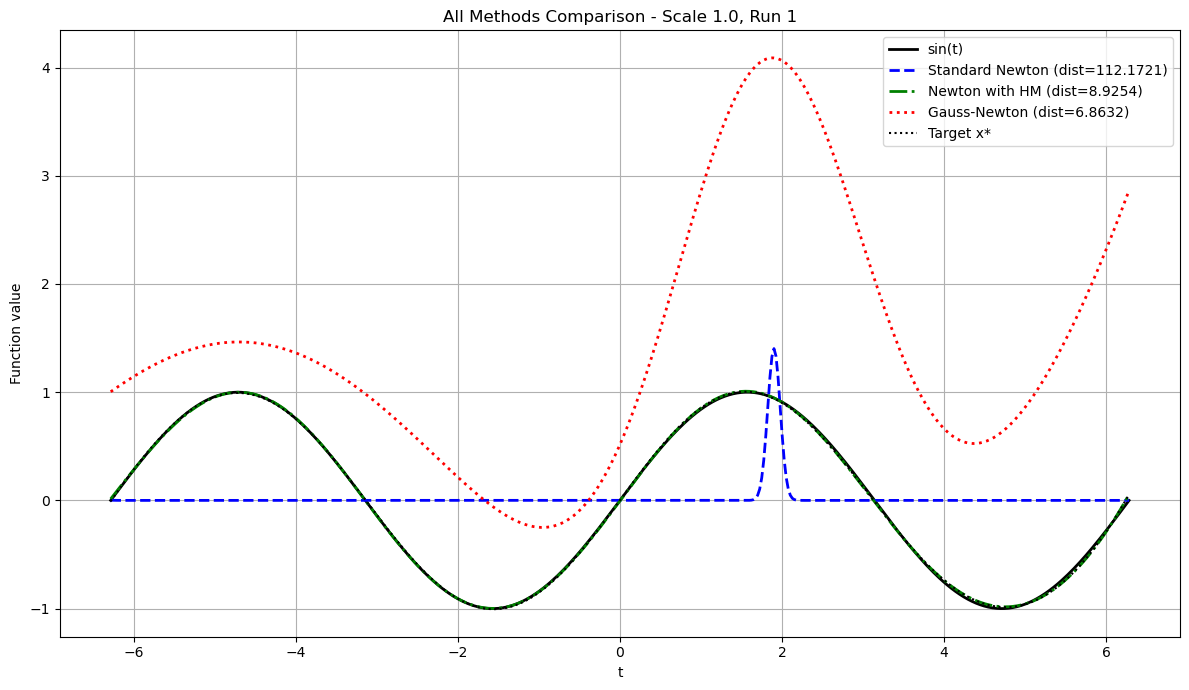 All Methods Comparison - Scale 1.0, Run 1
sin(t)
Standard Newton (dist=112.1721)
Newton with HM (dist=8.9254)
Gauss-Newton (dist=6.8632)
Target x*
Function value
4
3
2
1
0
−1
−6
−4
−2
0
2
4
6
t